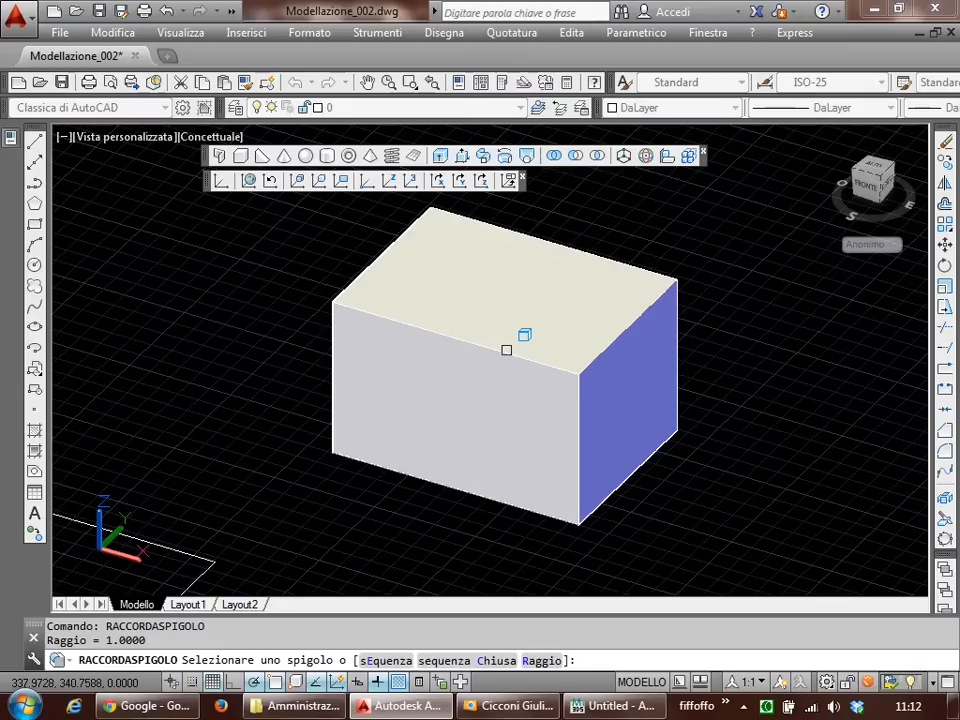 Modellazione_002.dwg
Digitare parola chiave o frase
Accedi
File Modifica Visualizza Inserisci Formato Strumenti Disegna Quotatura Edita Parametrico Finestra ? Express
Modellazione_002*
Standard ISO-25 Standard
Classica di AutoCAD 0 DaLayer DaLayer
[−][Vista personalizzata][Concettuale]
ALTO
FRONTE
O S E
Anonimo
Z
Y
X
Modello Layout1 Layout2
Comando: RACCORDASPIGOLO
Raggio = 1.0000
RACCORDASPIGOLO Selezionare uno spigolo o [sEquenza sequenza Chiusa Raggio]:
337.9728, 340.7588, 0.0000 MODELLO 1:1
Google - Go... Amministraz... Autodesk A... Cicconi Giuli... Untitled - A... fiffoffo 11:12